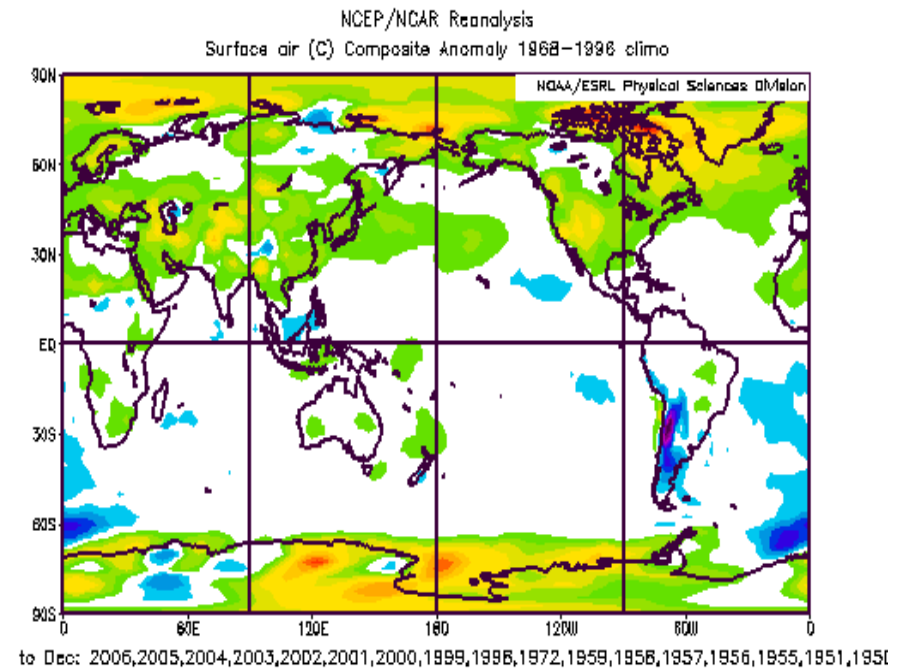 NCEP/NCAR Reanalysis
Surface air (C) Composite Anomaly 1968-1996 climo
NOAA/ESRL Physical Sciences Division
90N
60N
30N
EQ
30S
60S
90S
0 60E 120E 180 120W 60W 0
to Dec: 2006,2005,2004,2003,2002,2001,2000,1999,1998,1972,1959,1958,1957,1956,1955,1951,1950